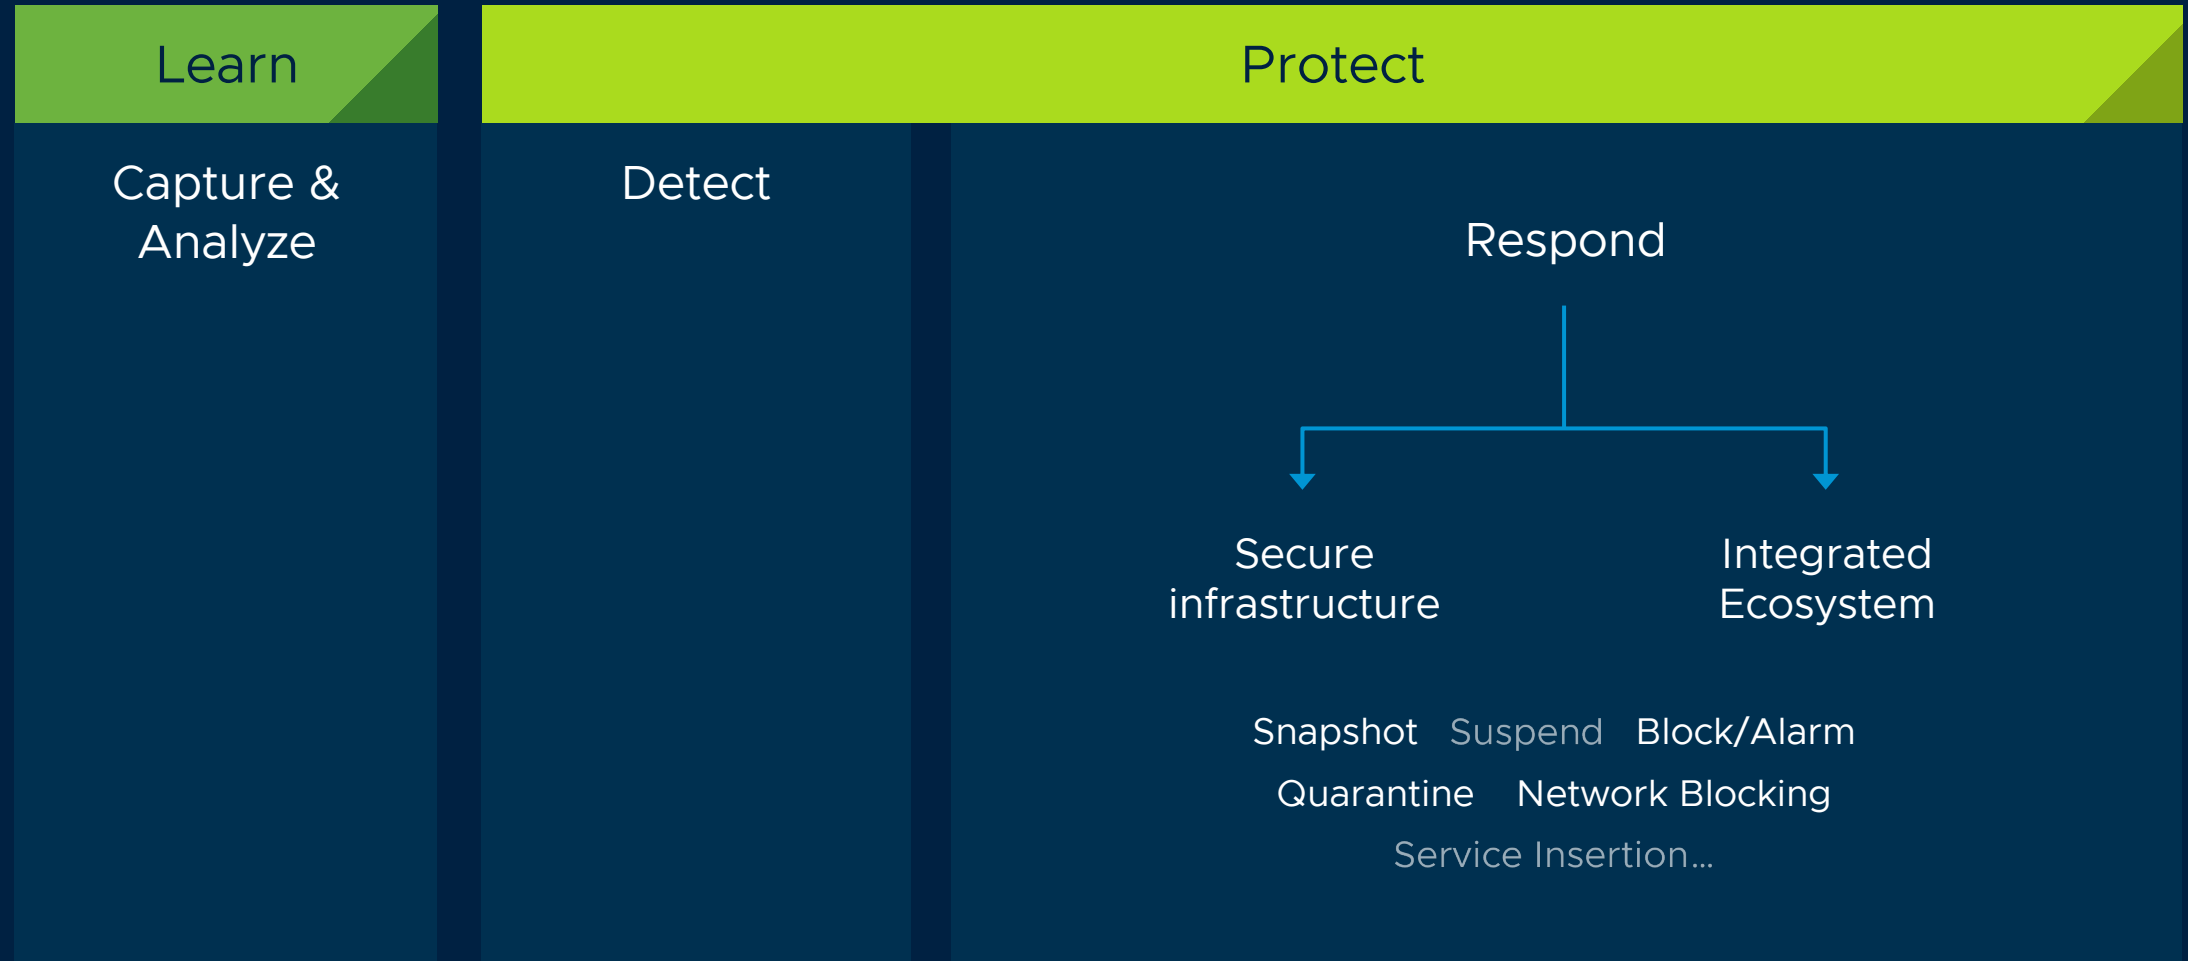 Learn
Protect
Capture &
Analyze
Detect
Respond
Secure
infrastructure
Integrated
Ecosystem
Snapshot Suspend Block/Alarm
Quarantine Network Blocking
Service Insertion...